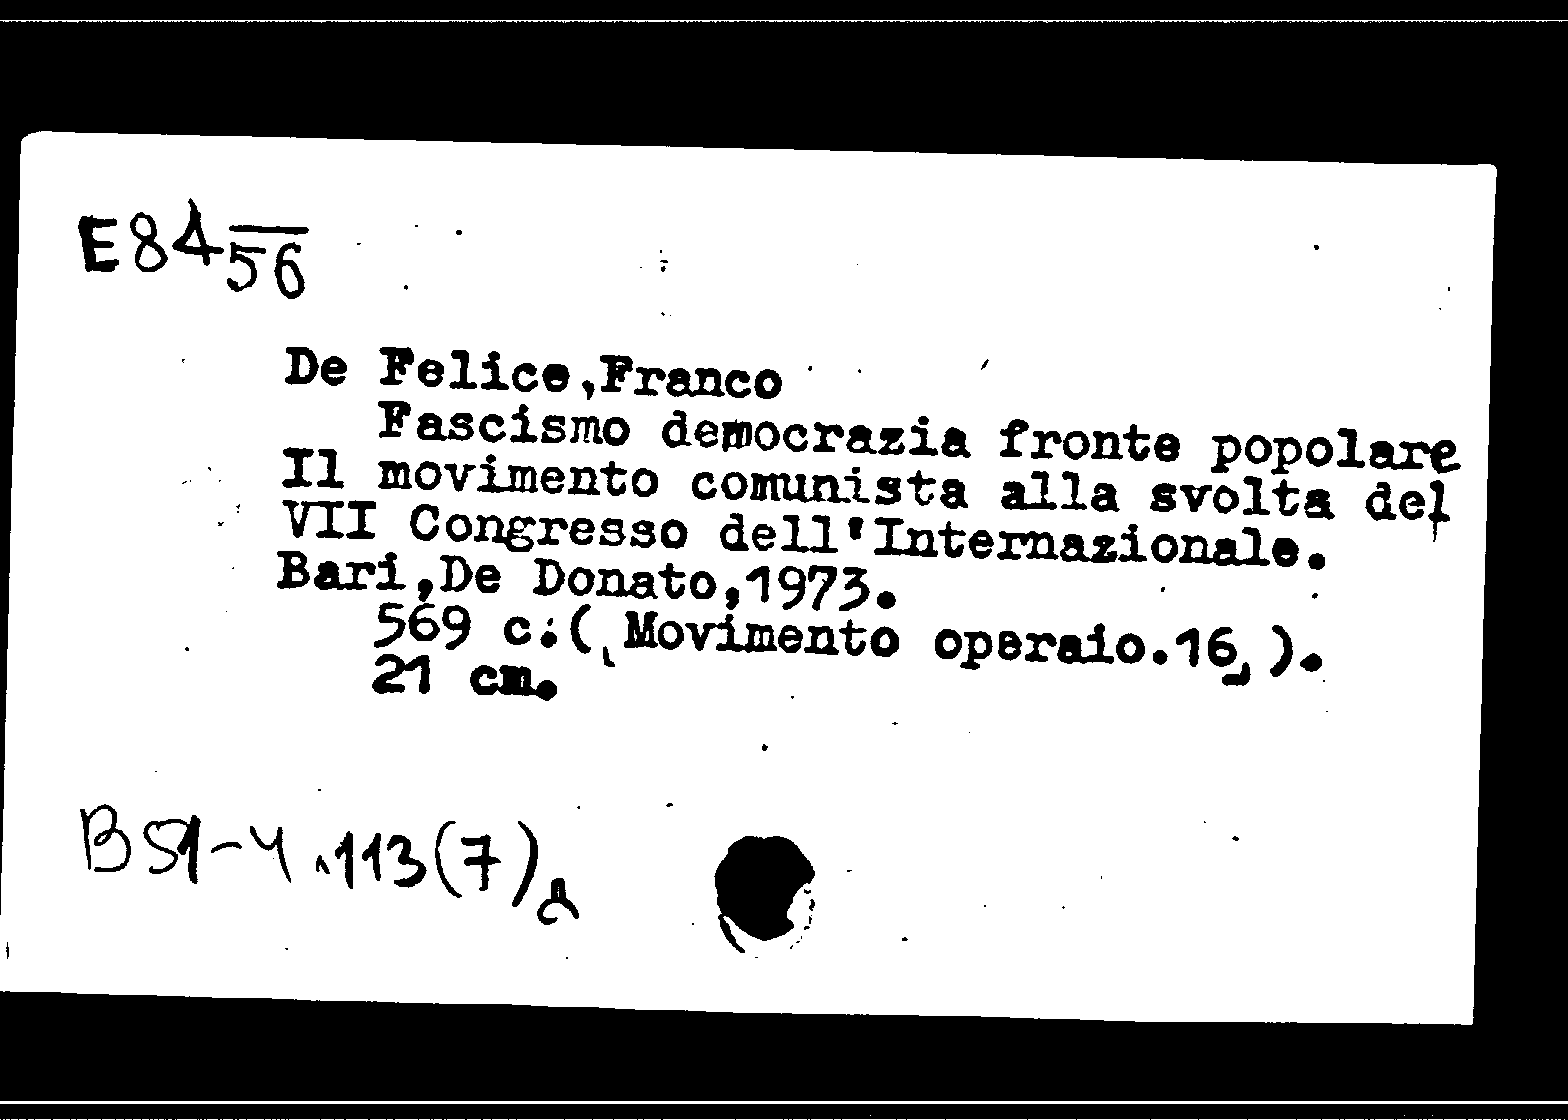 E84 56
De Felice,Franco
Fascismo democrazia fronte popolare
Il movimento comunista alla svolta del
VII Congresso dell'Internazionale.
Bari,De Donato,1973.
569 c.(Movimento operaio.16,).
21 cm.
B51-4.113(7)